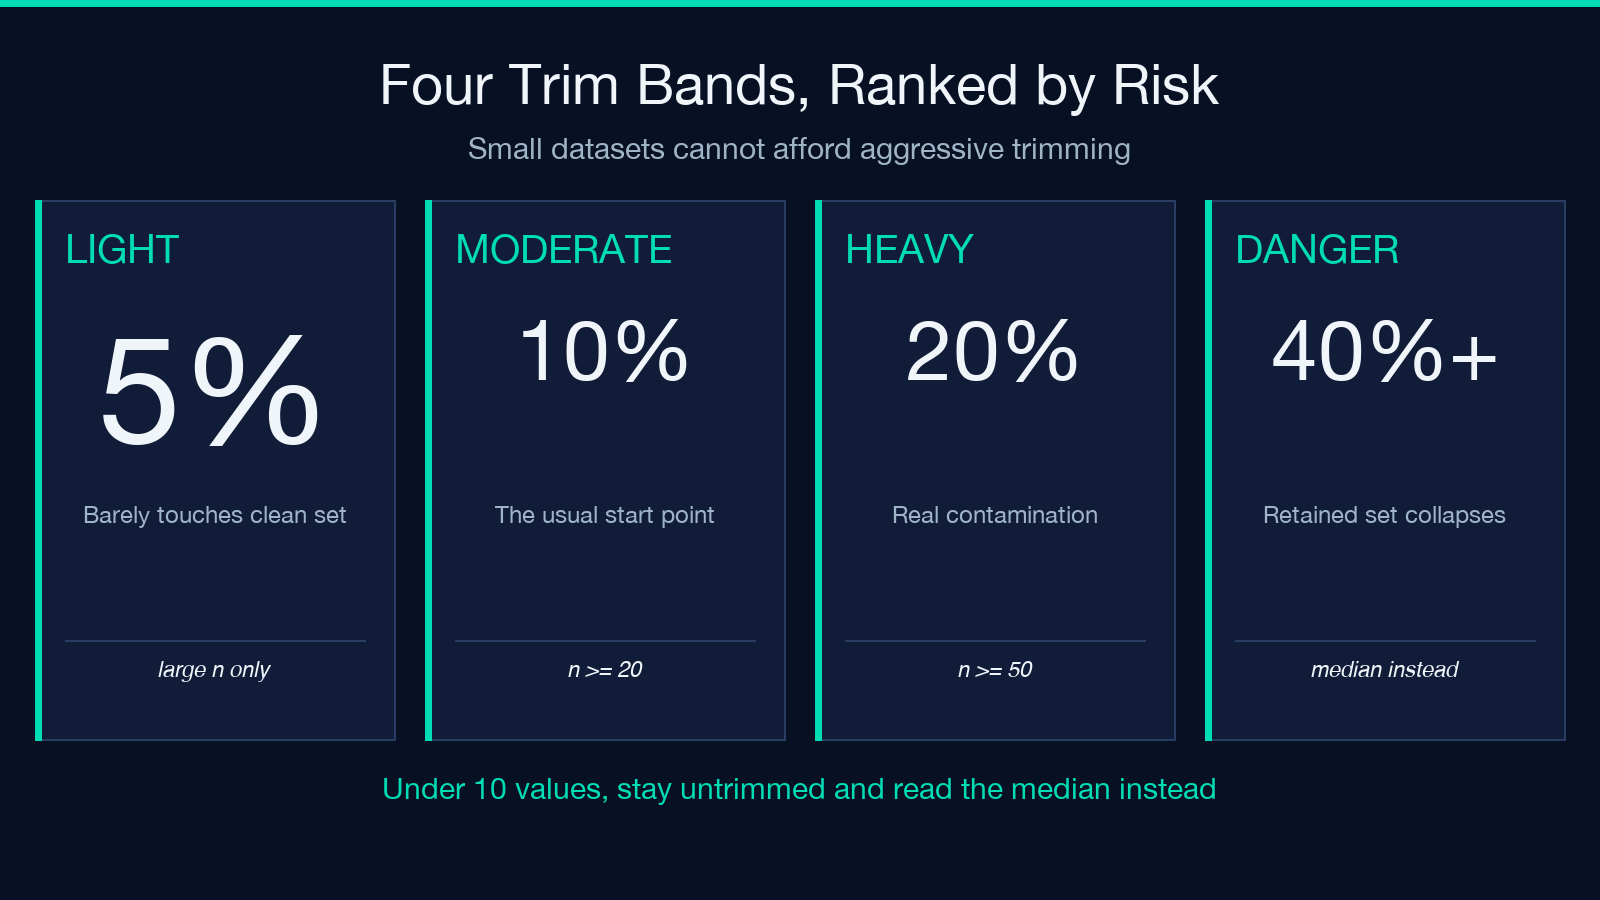 Four Trim Bands, Ranked by Risk
Small datasets cannot afford aggressive trimming
LIGHT
5%
Barely touches clean set
large n only
MODERATE
10%
The usual start point
n >= 20
HEAVY
20%
Real contamination
n >= 50
DANGER
40%+
Retained set collapses
median instead
Under 10 values, stay untrimmed and read the median instead